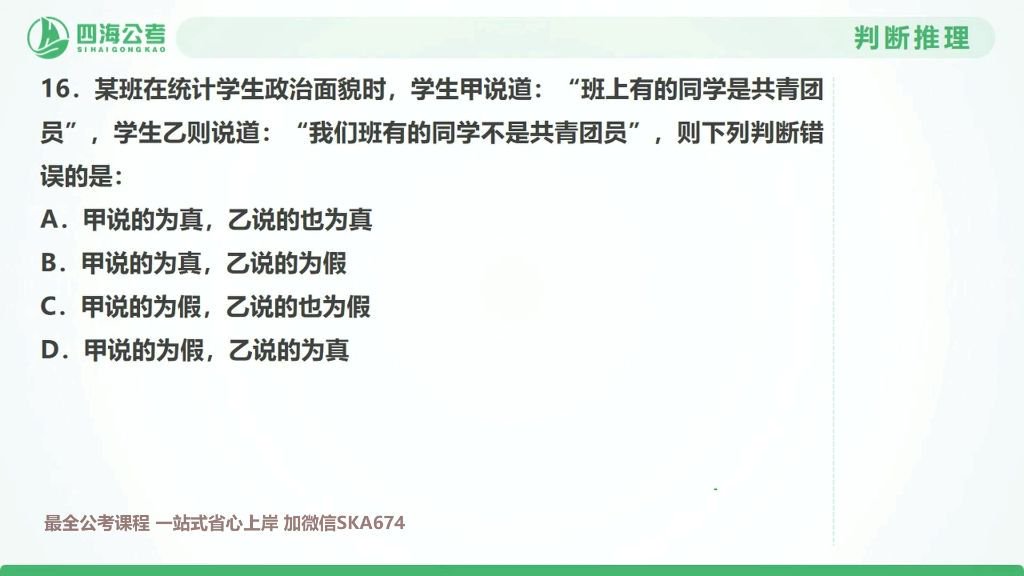 四海公考
SIHAIGONGKAO
判断推理
16．某班在统计学生政治面貌时，学生甲说道：“班上有的同学是共青团
员”，学生乙则说道：“我们班有的同学不是共青团员”，则下列判断错
误的是：
A．甲说的为真，乙说的也为真
B．甲说的为真，乙说的为假
C．甲说的为假，乙说的也为假
D．甲说的为假，乙说的为真
最全公考课程 一站式省心上岸 加微信SKA674